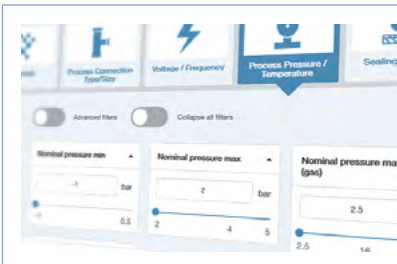 Process Connection
Type/Size
Voltage / Frequency
Process Pressure /
Temperature
Sealing
Advanced filters
Collapse all filters
Nominal pressure min
Nominal pressure max
Nominal pressure ma
(gas)
-1
bar
2
bar
2.5
-1
0.5
2
4
5
2.5
16